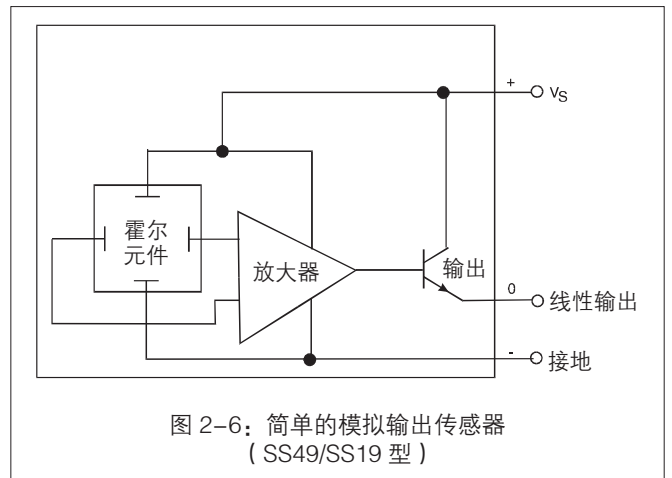 + Vs
霍尔
元件
放大器
输出
0 线性输出
- 接地
图 2-6：简单的模拟输出传感器
（SS49/SS19 型）